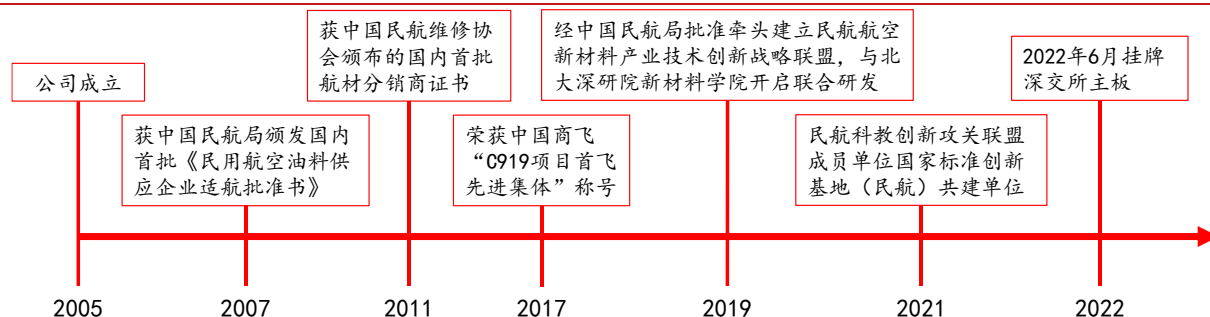 公司成立
获中国民航局颁发国内
首批《民用航空油料供
应企业适航批准书》
获中国民航维修协
会颁布的国内首批
航材分销商证书
荣获中国商飞
“C919项目首飞
先进集体”称号
经中国民航局批准牵头建立民航航空
新材料产业技术创新战略联盟，与北
大深研院新材料学院开启联合研发
民航科教创新攻关联盟
成员单位国家标准创新
基地（民航）共建单位
2022年6月挂牌
深交所主板
2005
2007
2011
2017
2019
2021
2022